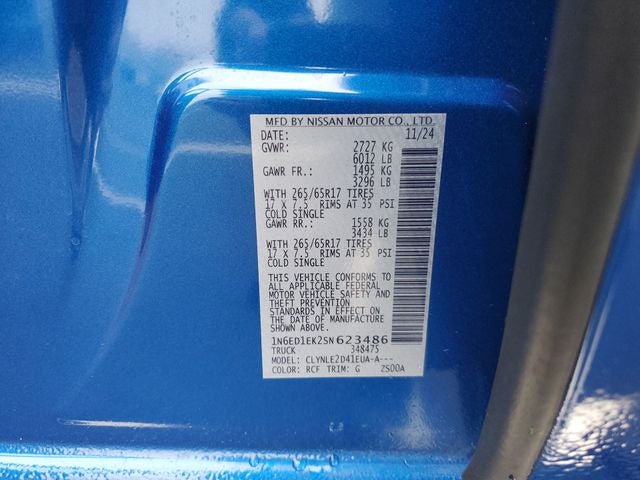 MFD BY NISSAN MOTOR CO., LTD.
DATE: 11/24
GVWR: 2727 KG
6012 LB
GAWR FR.: 1495 KG
3296 LB
WITH 265/65R17 TIRES
17 X 7.5 RIMS AT 35 PSI
COLD SINGLE
GAWR RR.: 1558 KG
3434 LB
WITH 265/65R17 TIRES
17 X 7.5 RIMS AT 35 PSI
COLD SINGLE
THIS VEHICLE CONFORMS TO
ALL APPLICABLE FEDERAL
MOTOR VEHICLE SAFETY AND
THEFT PREVENTION
STANDARDS IN EFFECT ON
THE DATE OF MANUFACTURE
SHOWN ABOVE.
1N6ED1EK2SN623486
TRUCK 348475
MODEL: CLYNLE2D41EUA-A---
COLOR: RCF TRIM: G ZS00A